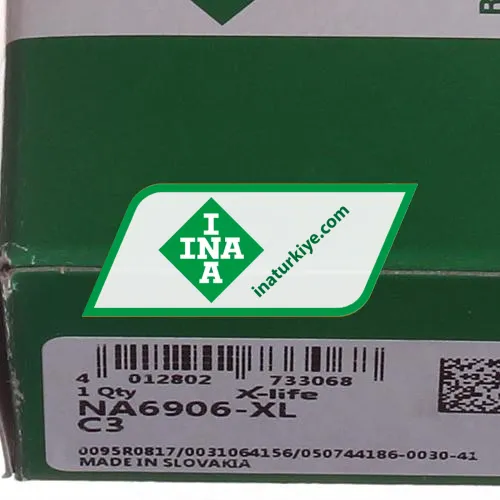 I
INA
A
inaturkiye.com
4 012802 733068
1 Qty X-life
NA6906-XL
C3
0095R0817/0031064156/050744186-0030-41
MADE IN SLOVAKIA